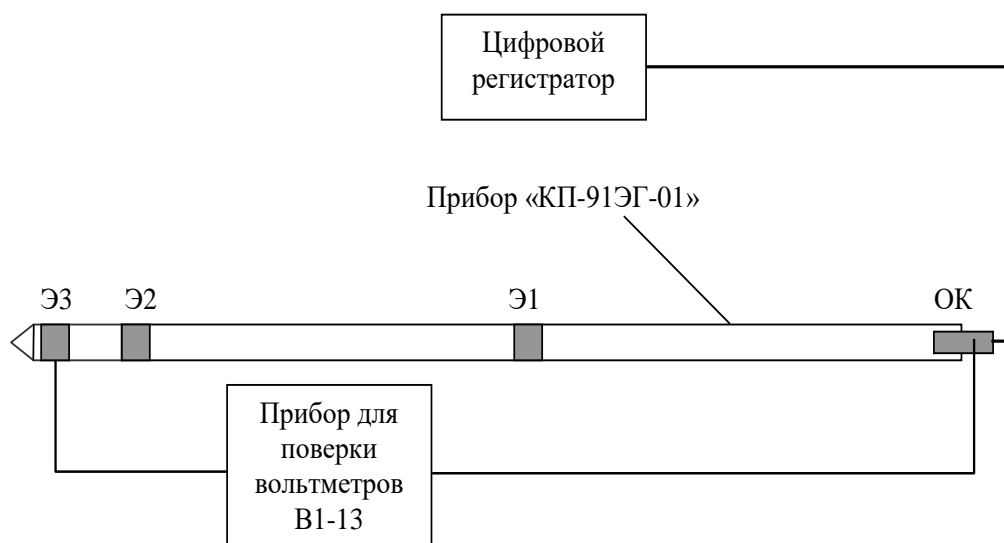 Цифровой
регистратор
Прибор «КП-91ЭГ-01»
Э3
Э2
Э1
ОК
Прибор для
поверки
вольтметров
В1-13